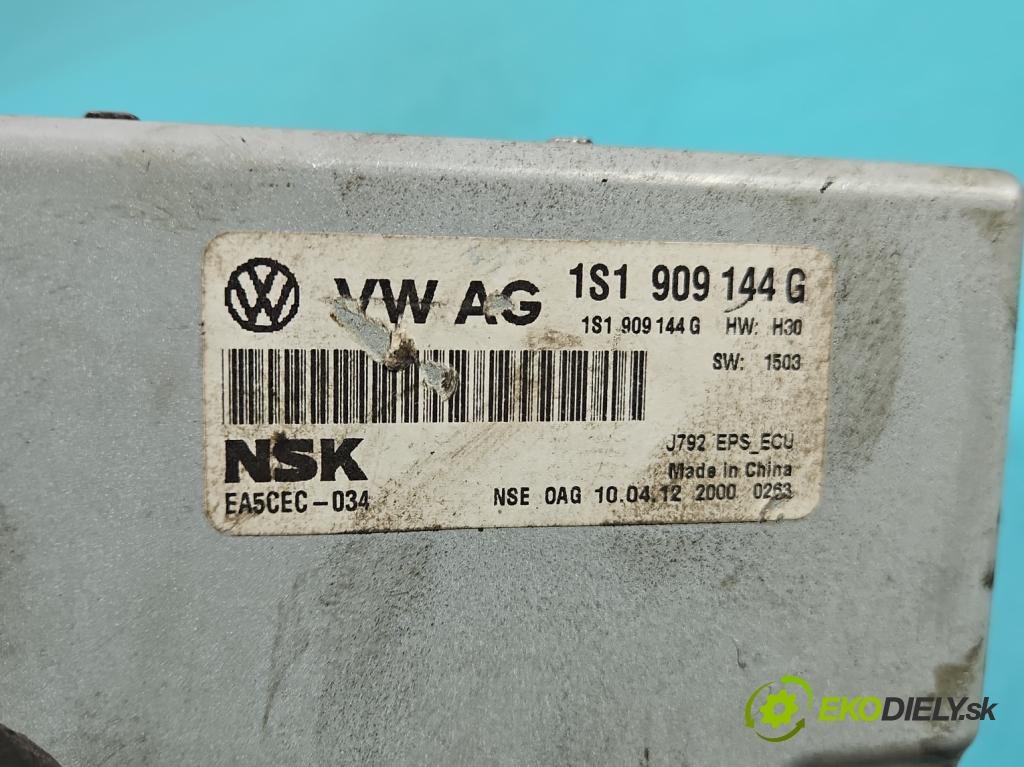 VW AG 1S1 909 144 G
1S1 909 144 G HW: H30
SW: 1503
NSK
J792 EPS_ECU
Made in China
EA5CEC-034 NSE 0AG 10.04.12 2000 0263
EKODIELY.sk